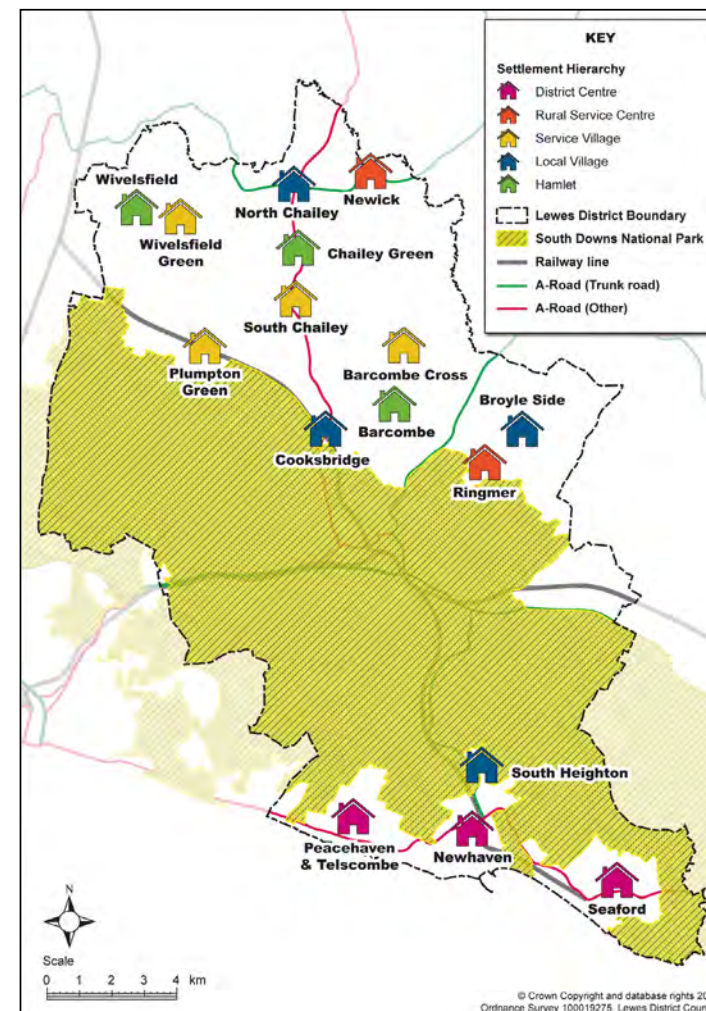 KEY
Settlement Hierarchy
District Centre
Rural Service Centre
Service Village
Local Village
Hamlet
Lewes District Boundary
South Downs National Park
Railway line
A-Road (Trunk road)
A-Road (Other)
Wivelsfield
Wivelsfield
Green
North Chailey
Newick
Chailey Green
South Chailey
Plumpton
Green
Barcombe Cross
Barcombe
Cooksbridge
Broyle Side
Ringmer
South Heighton
Peacehaven
& Telscombe
Newhaven
Seaford
N
Scale
0 1 2 3 4 km
© Crown Copyright and database rights 20
Ordnance Survey 100019275, Lewes District Coun